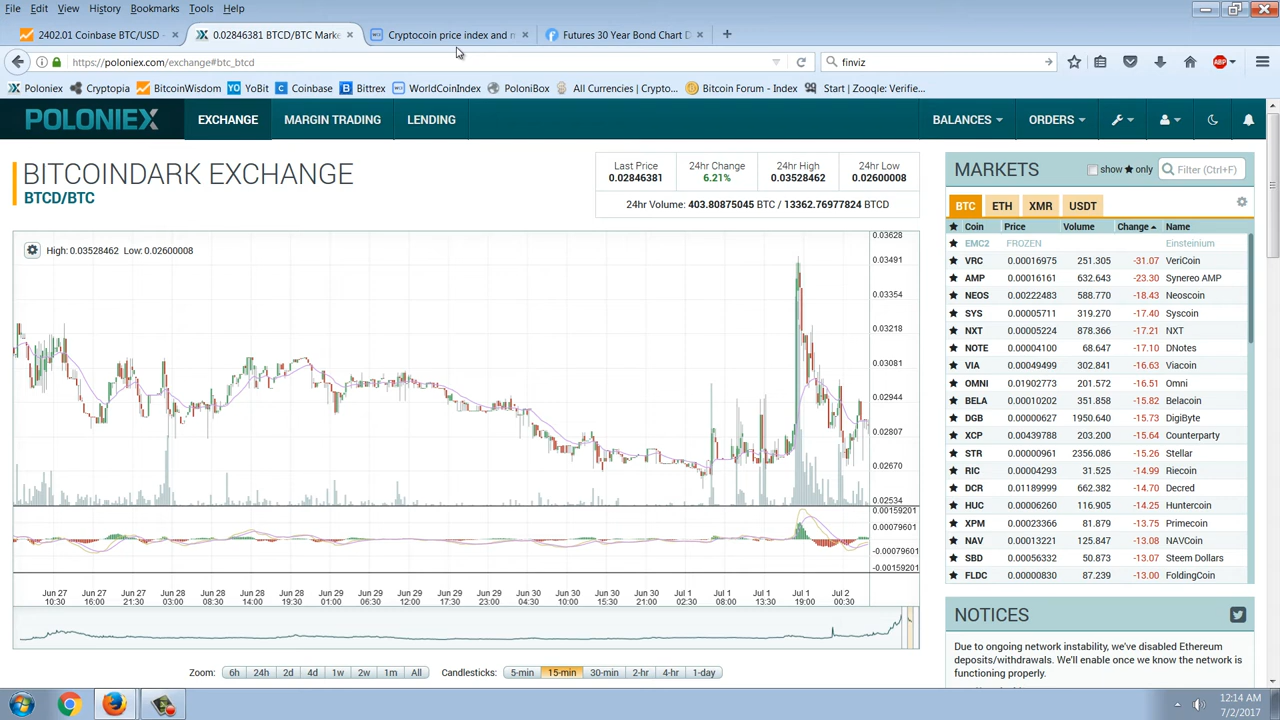 File Edit View History Bookmarks Tools Help
2402.01 Coinbase BTC/USD - 0.02846381 BTCD/BTC Marke Cryptocoin price index and m Futures 30 Year Bond Chart D
https://poloniex.com/exchange#btc_btcd finviz ABP
Poloniex Cryptopia BitcoinWisdom YoBit Coinbase Bittrex WorldCoinIndex PoloniBox All Currencies | Crypto... Bitcoin Forum - Index Start | Zooqle: Verifie...
POLONIEX EXCHANGE MARGIN TRADING LENDING BALANCES ORDERS
BITCOINDARK EXCHANGE
BTCD/BTC
Last Price 24hr Change 24hr High 24hr Low
0.02846381 6.21% 0.03528462 0.02600008
24hr Volume: 403.80875045 BTC / 13362.76977824 BTCD
High: 0.03528462 Low: 0.02600008
0.03628
0.03491
0.03354
0.03218
0.03081
0.02944
0.02807
0.02670
0.02534
0.00159201
0.00079601
-0.00079601
-0.00159201
Jun 27 Jun 27 Jun 27 Jun 28 Jun 28 Jun 28 Jun 28 Jun 29 Jun 29 Jun 29 Jun 29 Jun 29 Jun 30 Jun 30 Jun 30 Jun 30 Jul 1 Jul 1 Jul 1 Jul 1 Jul 2
10:30 16:00 21:30 03:00 08:30 14:00 19:30 01:00 06:30 12:00 17:30 23:00 04:30 10:00 15:30 21:00 02:30 08:00 13:30 19:00 00:30
Zoom: 6h 24h 2d 4d 1w 2w 1m All Candlesticks: 5-min 15-min 30-min 2-hr 4-hr 1-day
MARKETS show ★ only Filter (Ctrl+F)
BTC ETH XMR USDT
Coin Price Volume Change Name
EMC2 FROZEN Einsteinium
VRC 0.00016975 251.305 -31.07 VeriCoin
AMP 0.00016161 632.643 -23.30 Synereo AMP
NEOS 0.00222483 588.770 -18.43 Neoscoin
SYS 0.00005711 319.270 -17.40 Syscoin
NXT 0.00005224 878.366 -17.21 NXT
NOTE 0.00004100 68.647 -17.10 DNotes
VIA 0.00049499 302.841 -16.63 Viacoin
OMNI 0.01902773 201.572 -16.51 Omni
BELA 0.00010202 351.858 -15.82 Belacoin
DGB 0.00000627 1950.640 -15.73 DigiByte
XCP 0.00439788 203.200 -15.64 Counterparty
STR 0.00000961 2356.086 -15.26 Stellar
RIC 0.00004293 31.525 -14.99 Riecoin
DCR 0.01189999 662.382 -14.70 Decred
HUC 0.00006260 116.905 -14.25 Huntercoin
XPM 0.00023366 81.879 -13.75 Primecoin
NAV 0.00013221 125.847 -13.08 NAVCoin
SBD 0.00056332 50.873 -13.07 Steem Dollars
FLDC 0.00000830 87.239 -13.00 FoldingCoin
NOTICES
Due to ongoing network instability, we've disabled Ethereum
deposits/withdrawals. We'll enable once we know the network is
functioning properly.
12:14 AM
7/2/2017